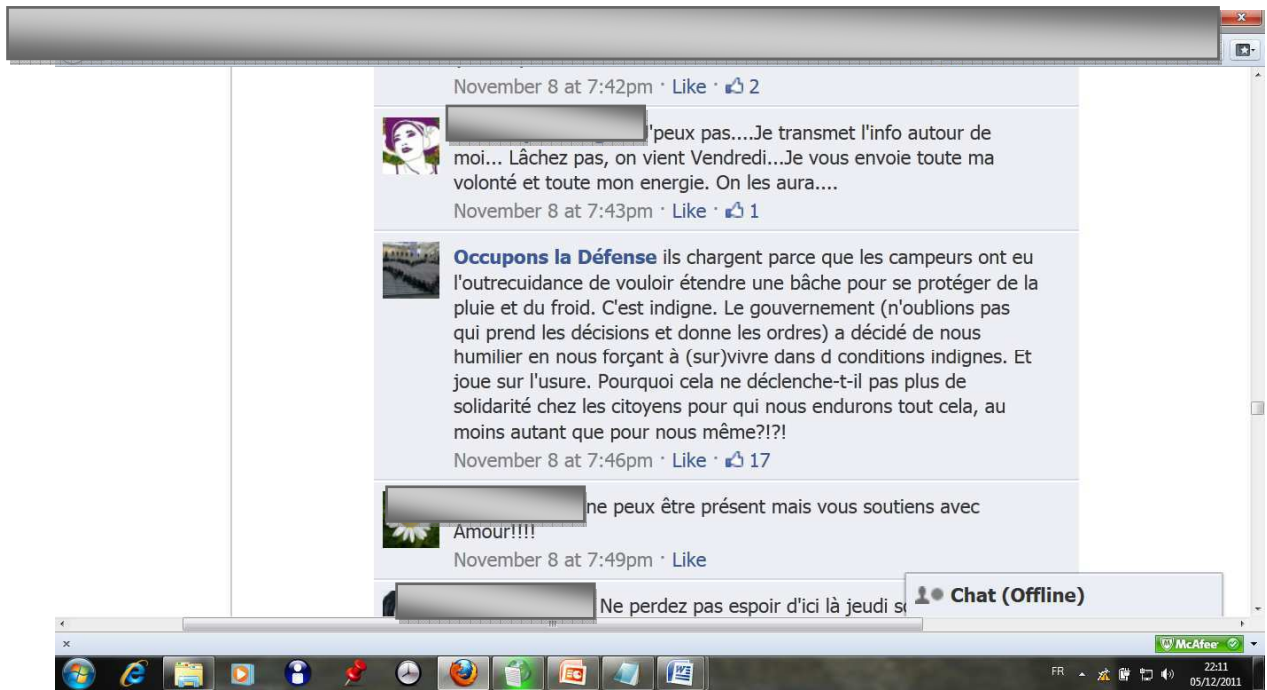 November 8 at 7:42pm · Like · 2
'peux pas....Je transmet l'info autour de
moi... Lâchez pas, on vient Vendredi...Je vous envoie toute ma
volonté et toute mon energie. On les aura....
November 8 at 7:43pm · Like · 1
Occupons la Défense ils chargent parce que les campeurs ont eu
l'outrecuidance de vouloir étendre une bâche pour se protéger de la
pluie et du froid. C'est indigne. Le gouvernement (n'oublions pas
qui prend les décisions et donne les ordres) a décidé de nous
humilier en nous forçant à (sur)vivre dans d conditions indignes. Et
joue sur l'usure. Pourquoi cela ne déclenche-t-il pas plus de
solidarité chez les citoyens pour qui nous endurons tout cela, au
moins autant que pour nous même?!?!
November 8 at 7:46pm · Like · 17
ne peux être présent mais vous soutiens avec
Amour!!!!
November 8 at 7:49pm · Like
Ne perdez pas espoir d'ici là jeudi
Chat (Offline)
McAfee
FR
22:11
05/12/2011